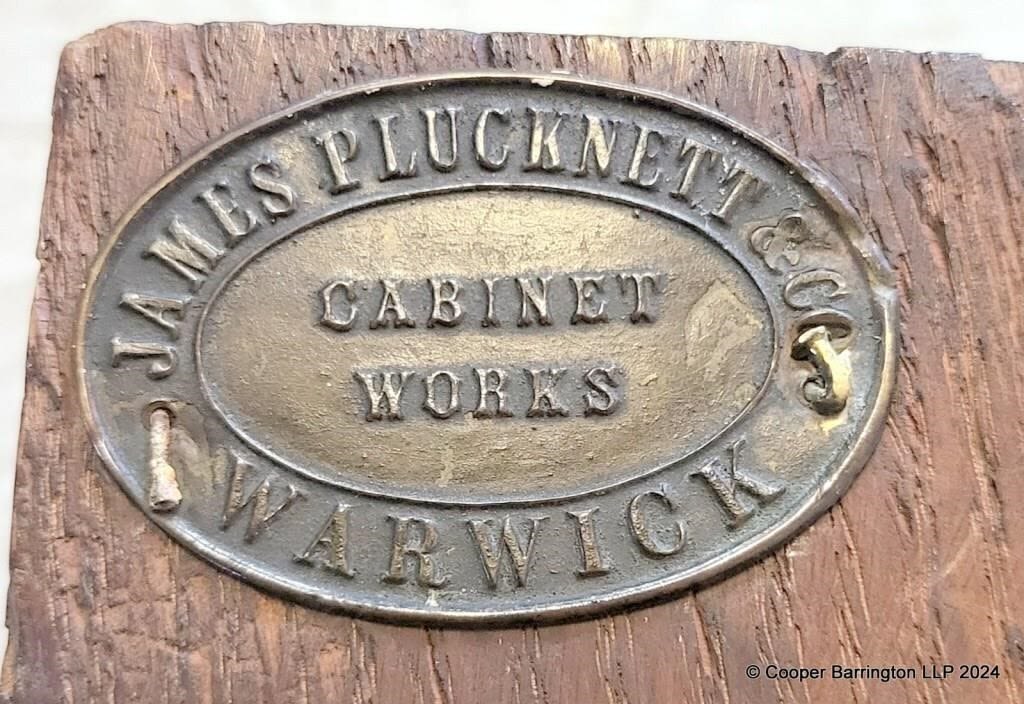 JAMES PLUCKNETT & Co
CABINET
WORKS
WARWICK
© Cooper Barrington LLP 2024